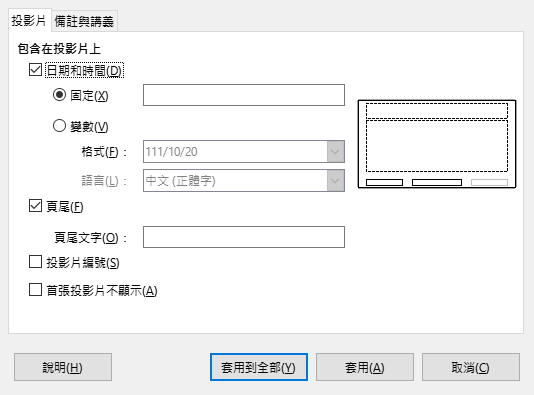 投影片 備註與講義
包含在投影片上
日期和時間(D)
固定(X)
變數(V)
格式(F)： 111/10/20
語言(L)： 中文 (正體字)
頁尾(F)
頁尾文字(O)：
投影片編號(S)
首張投影片不顯示(A)
說明(H) 套用到全部(Y) 套用(A) 取消(C)